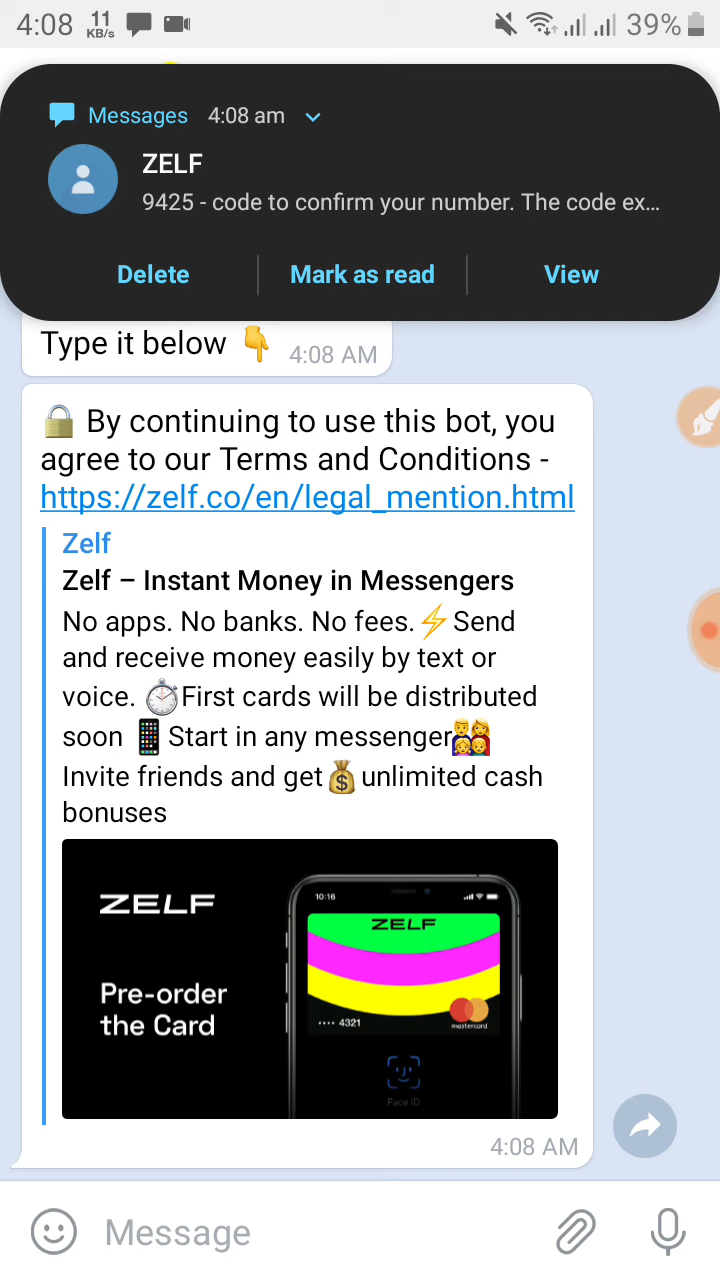 4:08 11 KB/s 39%
Messages 4:08 am
ZELF
9425 - code to confirm your number. The code ex...
Delete Mark as read View
Type it below 👇 4:08 AM
🔒 By continuing to use this bot, you
agree to our Terms and Conditions -
https://zelf.co/en/legal_mention.html
Zelf
Zelf – Instant Money in Messengers
No apps. No banks. No fees.⚡Send
and receive money easily by text or
voice. ⏱First cards will be distributed
soon 📱Start in any messenger👨‍👩‍👧‍👦
Invite friends and get💰unlimited cash
bonuses
ZELF
Pre-order
the Card
10:16
ZELF
•••• 4321
mastercard
Face ID
4:08 AM
Message